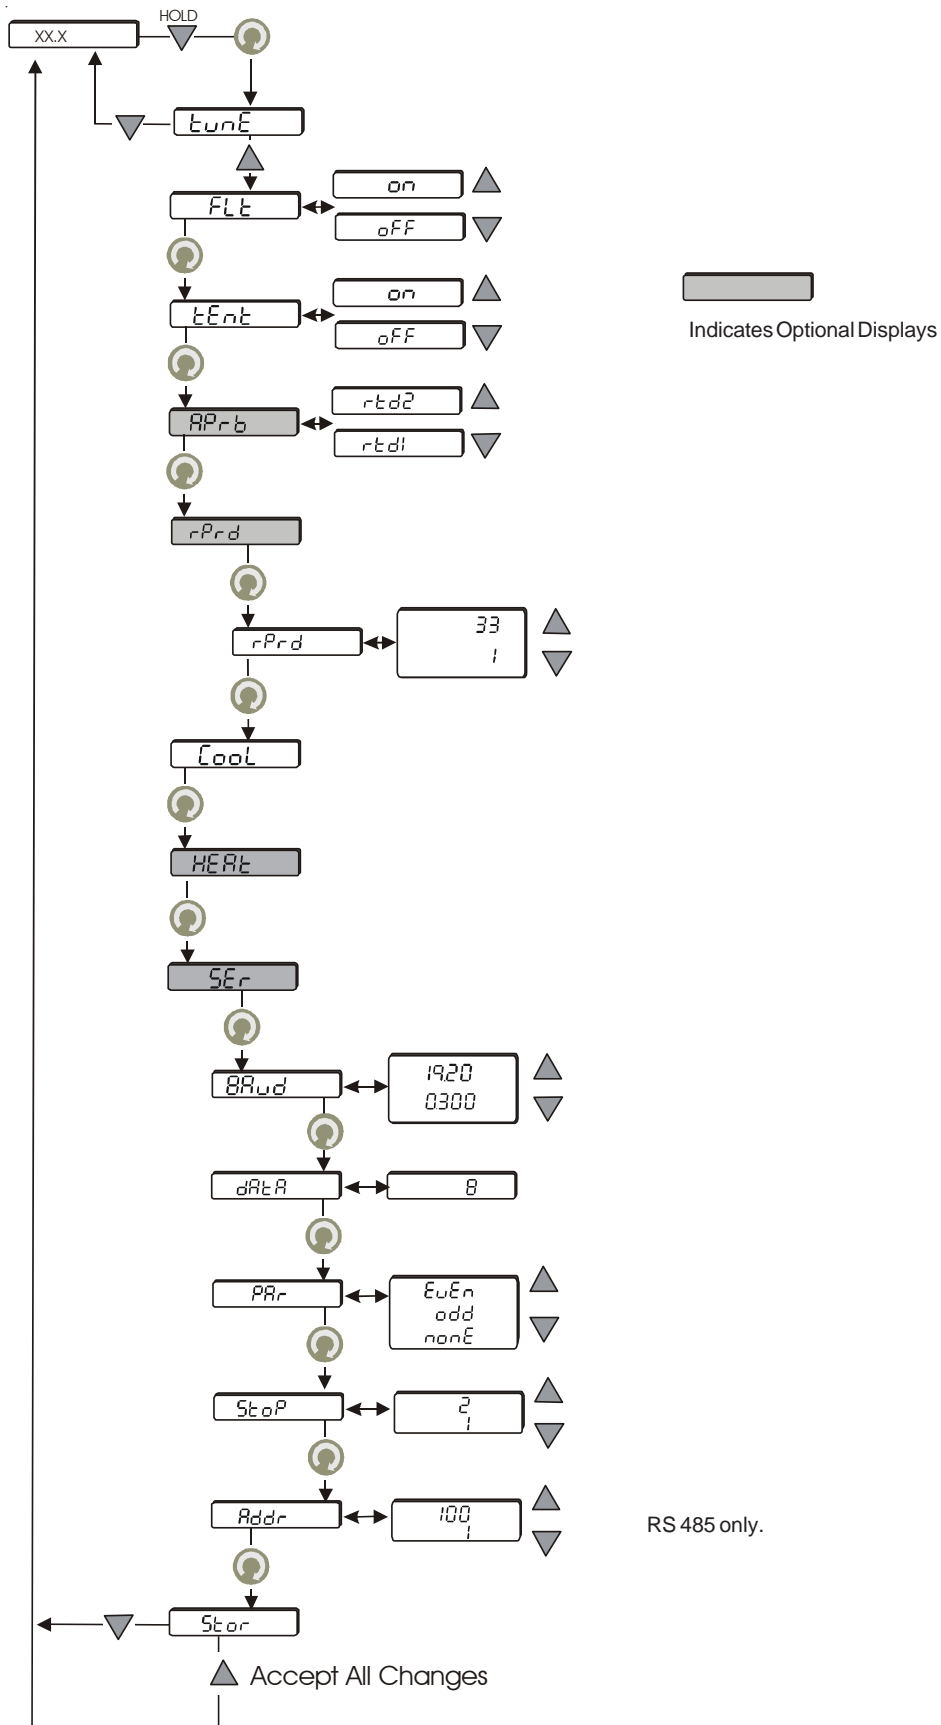 HOLD
XX.X
tunE
FLt
on
oFF
tEnt
on
oFF
Indicates Optional Displays
APrb
rtd2
rtd1
rPrd
rPrd
33
1
CooL
HEAt
SEr
BAud
19.20
0.300
dAtA
8
PAr
EvEn
odd
nonE
StoP
2
1
Addr
100
1
RS 485 only.
Stor
Accept All Changes